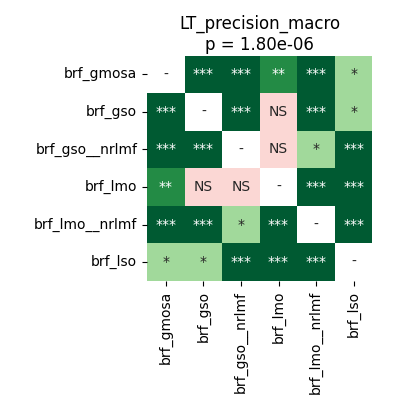 LT_precision_macro
p = 1.80e-06
brf_gmosa - *** *** ** *** *
brf_gso *** - *** NS *** *
brf_gso__nrlmf *** *** - NS * ***
brf_lmo ** NS NS - *** ***
brf_lmo__nrlmf *** *** * *** - ***
brf_lso * * *** *** *** -
brf_gmosa
brf_gso
brf_gso__nrlmf
brf_lmo
brf_lmo__nrlmf
brf_lso